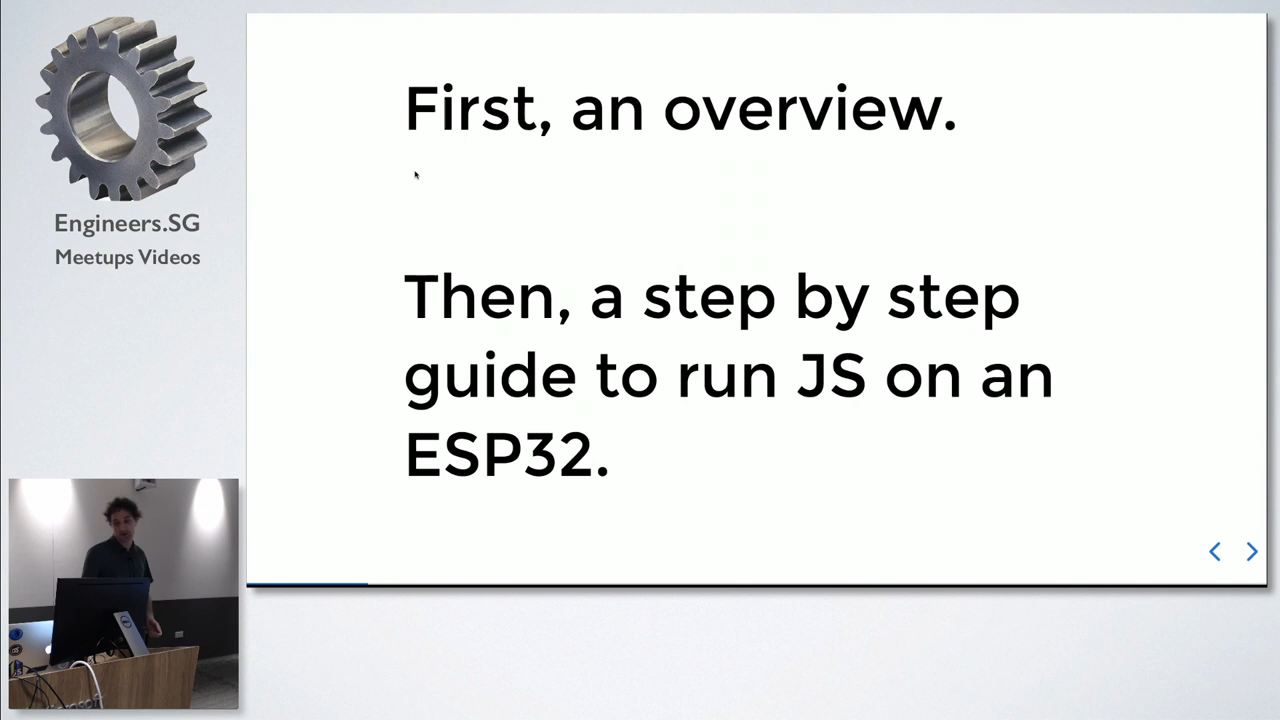 First, an overview.
Then, a step by step
guide to run JS on an
ESP32.
Engineers.SG
Meetups Videos